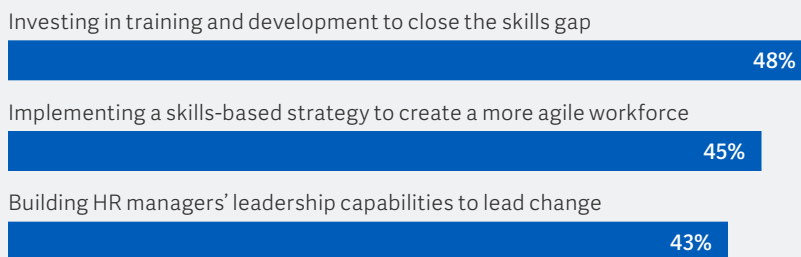 Investing in training and development to close the skills gap
48%
Implementing a skills-based strategy to create a more agile workforce
45%
Building HR managers’ leadership capabilities to lead change
43%